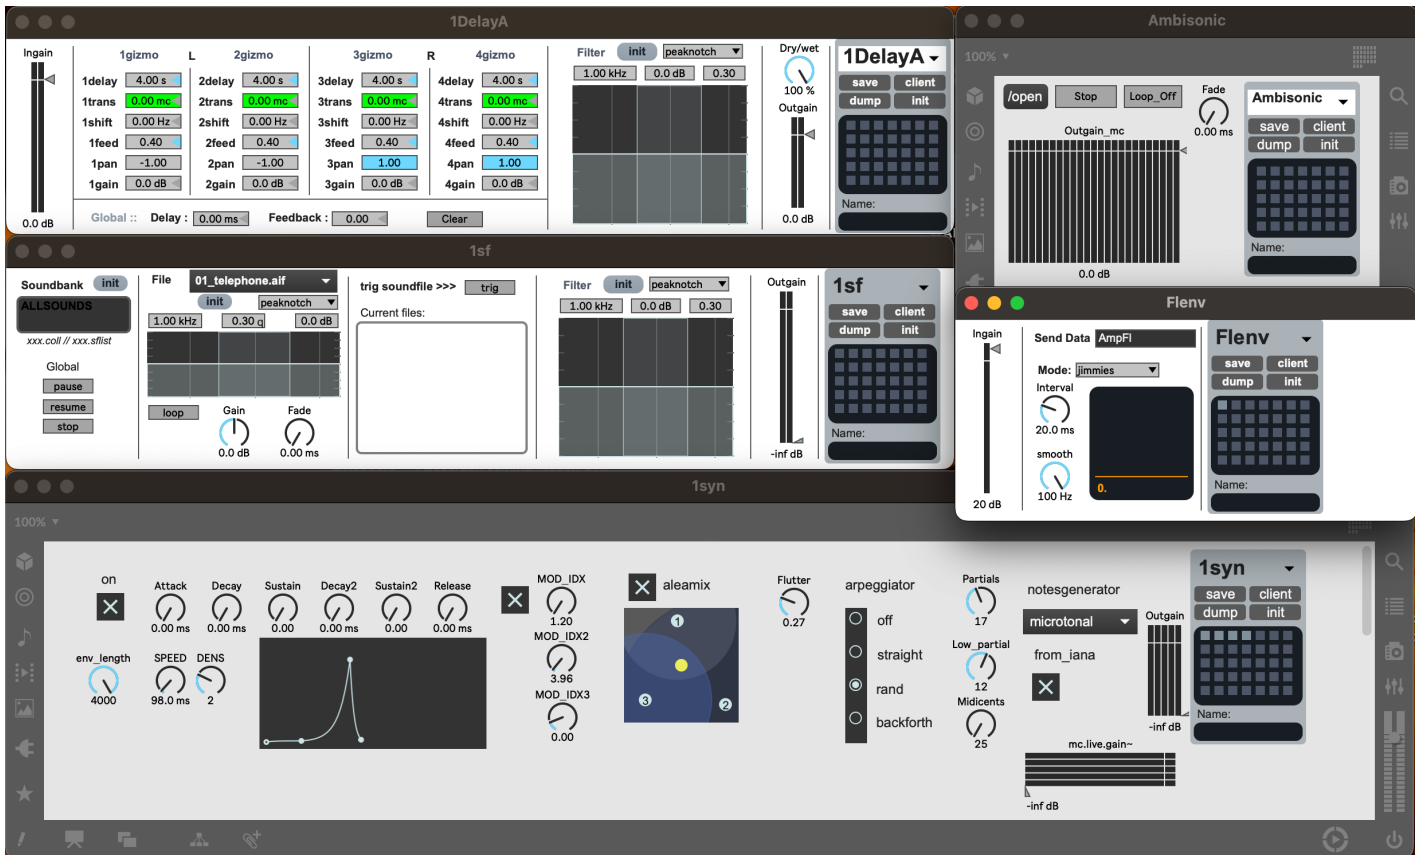 1DelayA
Ingain
0.0 dB
1gizmo L 2gizmo 3gizmo R 4gizmo
1delay 4.00 s 2delay 4.00 s 3delay 4.00 s 4delay 4.00 s
1trans 0.00 mc 2trans 0.00 mc 3trans 0.00 mc 4trans 0.00 mc
1shift 0.00 Hz 2shift 0.00 Hz 3shift 0.00 Hz 4shift 0.00 Hz
1feed 0.40 2feed 0.40 3feed 0.40 4feed 0.40
1pan -1.00 2pan -1.00 3pan 1.00 4pan 1.00
1gain 0.0 dB 2gain 0.0 dB 3gain 0.0 dB 4gain 0.0 dB
Global :: Delay : 0.00 ms Feedback : 0.00 Clear
Filter init peaknotch
1.00 kHz 0.0 dB 0.30
Dry/wet
100 %
Outgain
0.0 dB
1DelayA
save client
dump init
Name:
Ambisonic
100%
/open Stop Loop_Off
Fade
0.00 ms
Outgain_mc
0.0 dB
Ambisonic
save client
dump init
Name:
1sf
Soundbank init
ALLSOUNDS
xxx.coll // xxx.sflist
Global
pause
resume
stop
File 01_telephone.aif
init peaknotch
1.00 kHz 0.30 q 0.0 dB
loop
Gain
0.0 dB
Fade
0.00 ms
trig soundfile >>> trig
Current files:
Filter init peaknotch
1.00 kHz 0.0 dB 0.30
Outgain
-inf dB
1sf
save client
dump init
Name:
Flenv
Ingain
20 dB
Send Data AmpFl
Mode: jimmies
Interval
20.0 ms
smooth
100 Hz
0.
Flenv
save client
dump init
Name:
1syn
100%
on
env_length
4000
Attack
0.00 ms
Decay
0.00 ms
Sustain
0.00
Decay2
0.00 ms
Sustain2
0.00
Release
0.00 ms
SPEED
98.0 ms
DENS
2
MOD_IDX
1.20
MOD_IDX2
3.96
MOD_IDX3
0.00
aleamix
1
3
2
Flutter
0.27
arpeggiator
off
straight
rand
backforth
Partials
17
Low_partial
12
Midicents
25
notesgenerator
microtonal
from_iana
Outgain
-inf dB
mc.live.gain~
-inf dB
1syn
save client
dump init
Name: